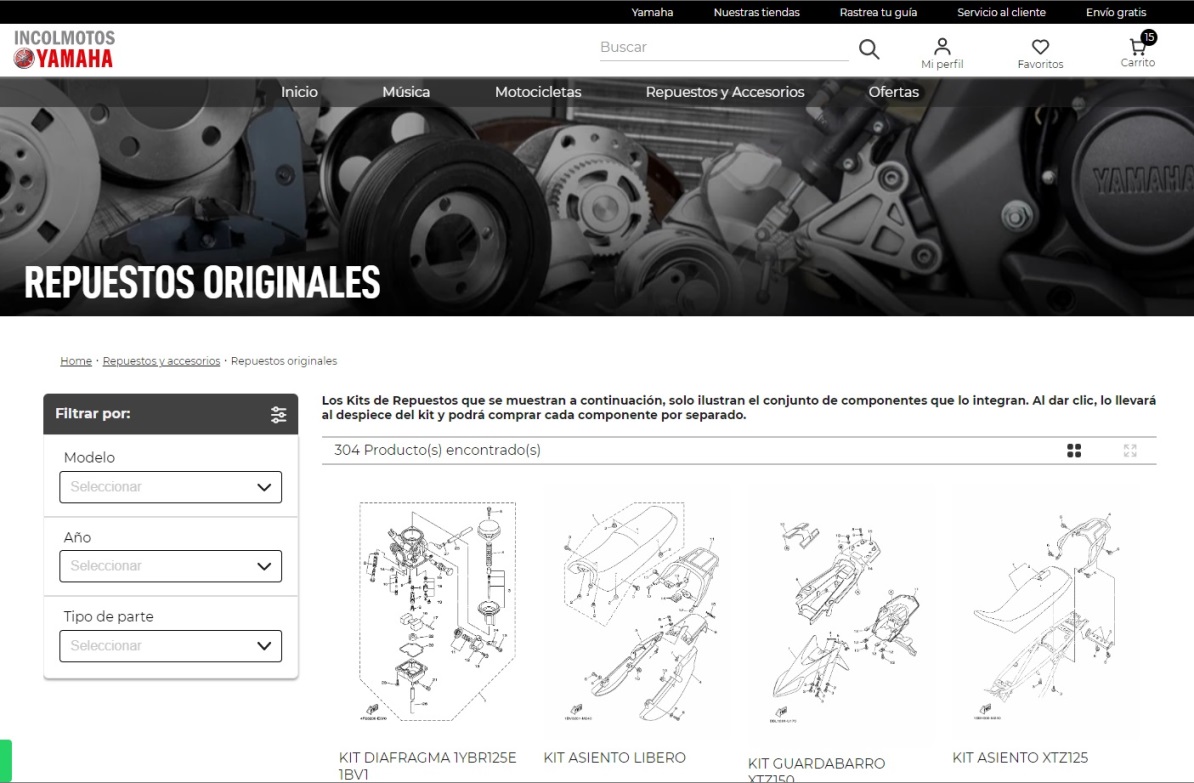 Yamaha Nuestras tiendas Rastrea tu guía Servicio al cliente Envío gratis
INCOLMOTOS
YAMAHA
Buscar
15
Mi perfil Favoritos Carrito
Inicio Música Motocicletas Repuestos y Accesorios Ofertas
YAMAHA
REPUESTOS ORIGINALES
Home · Repuestos y accesorios · Repuestos originales
Filtrar por:
Los Kits de Repuestos que se muestran a continuación, solo ilustran el conjunto de componentes que lo integran. Al dar clic, lo llevará
al despiece del kit y podrá comprar cada componente por separado.
304 Producto(s) encontrado(s)
Modelo
Seleccionar
Año
Seleccionar
Tipo de parte
Seleccionar
KIT DIAFRAGMA 1YBR125E
1BV1
KIT ASIENTO LIBERO
KIT GUARDABARRO
XTZ150
KIT ASIENTO XTZ125